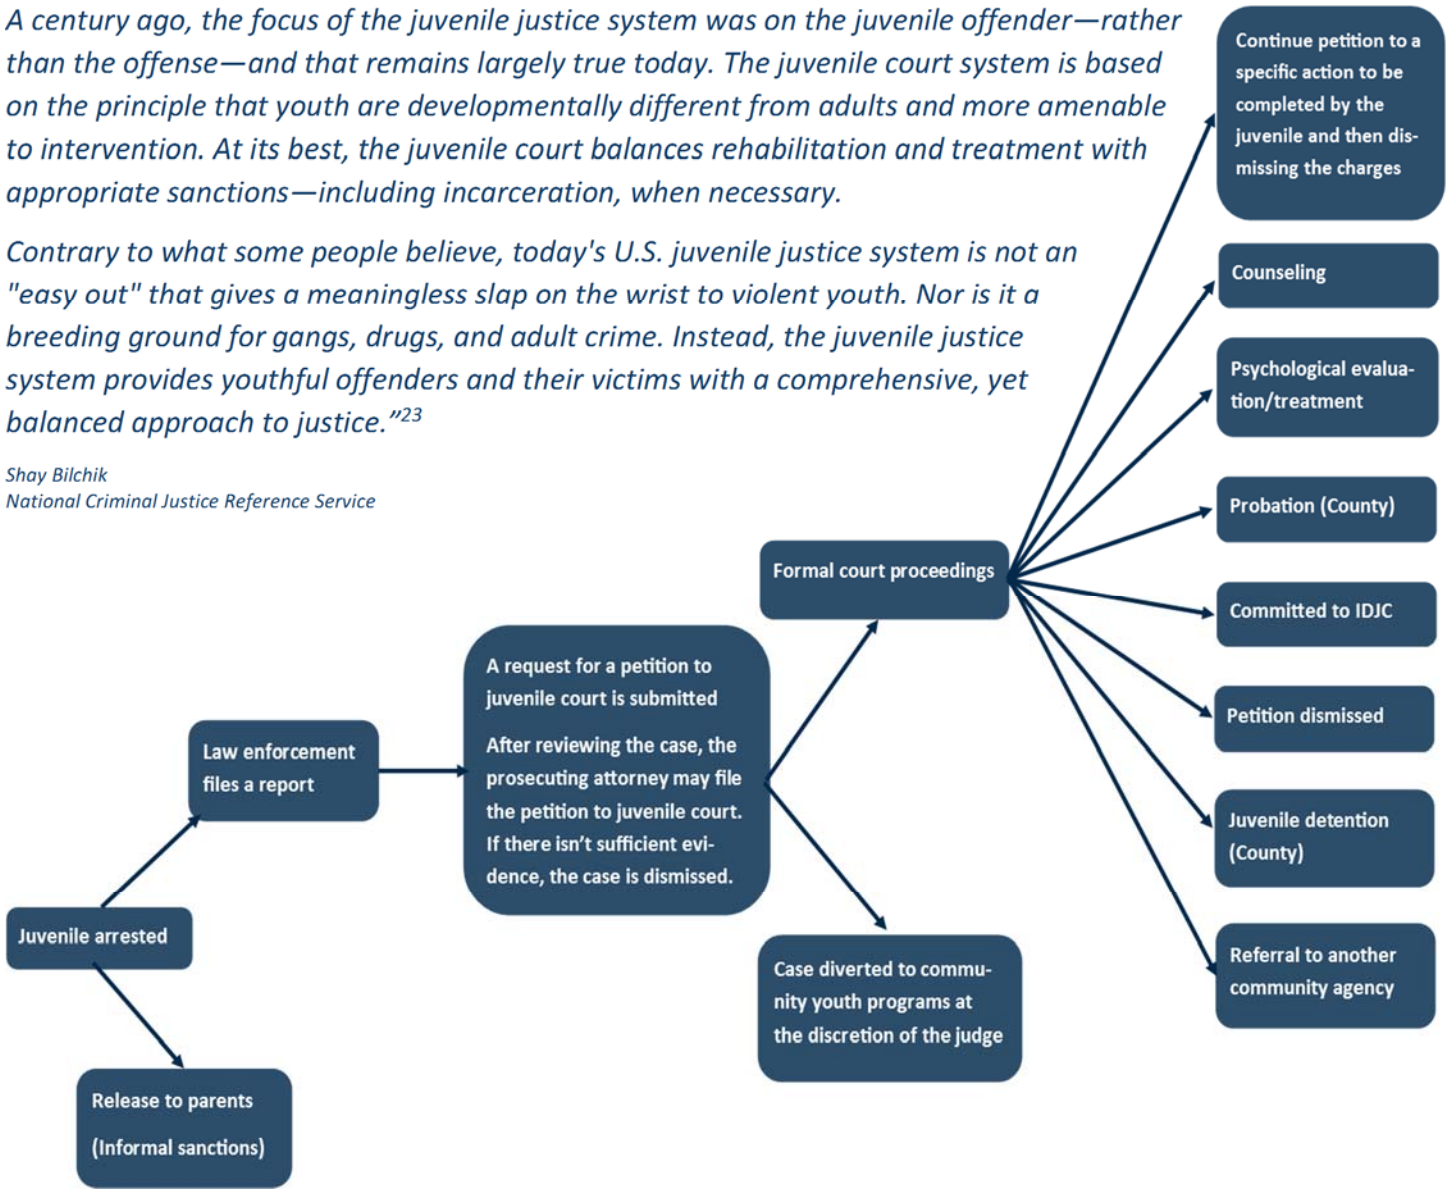 A century ago, the focus of the juvenile justice system was on the juvenile offender—rather
than the offense—and that remains largely true today. The juvenile court system is based
on the principle that youth are developmentally different from adults and more amenable
to intervention. At its best, the juvenile court balances rehabilitation and treatment with
appropriate sanctions—including incarceration, when necessary.
Contrary to what some people believe, today's U.S. juvenile justice system is not an
"easy out" that gives a meaningless slap on the wrist to violent youth. Nor is it a
breeding ground for gangs, drugs, and adult crime. Instead, the juvenile justice
system provides youthful offenders and their victims with a comprehensive, yet
balanced approach to justice.”23
Shay Bilchik
National Criminal Justice Reference Service
Juvenile arrested
Release to parents
(Informal sanctions)
Law enforcement
files a report
A request for a petition to
juvenile court is submitted
After reviewing the case, the
prosecuting attorney may file
the petition to juvenile court.
If there isn’t sufficient evi-
dence, the case is dismissed.
Formal court proceedings
Case diverted to commu-
nity youth programs at
the discretion of the judge
Continue petition to a
specific action to be
completed by the
juvenile and then dis-
missing the charges
Counseling
Psychological evalua-
tion/treatment
Probation (County)
Committed to IDJC
Petition dismissed
Juvenile detention
(County)
Referral to another
community agency